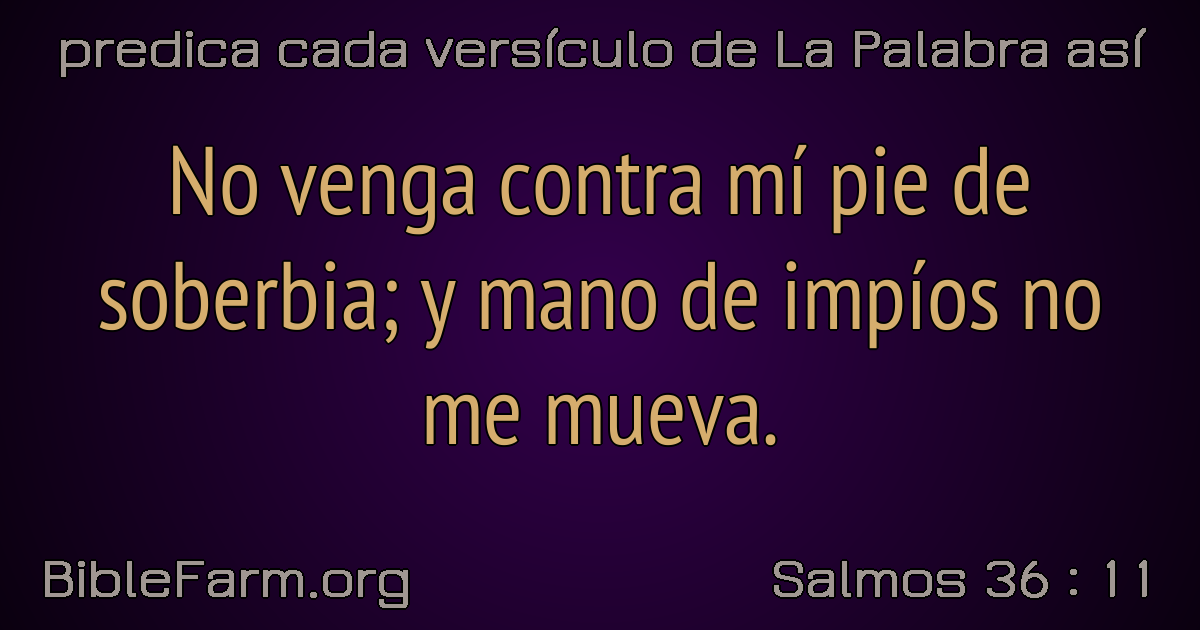 predica cada versículo de La Palabra así
No venga contra mí pie de
soberbia; y mano de impíos no
me mueva.
BibleFarm.org
Salmos 36 : 11